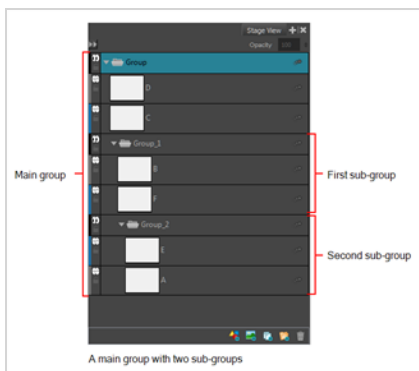 Stage View
Opacity 100
Group
D
C
Group_1
Main group
B
First sub-group
F
Group_2
E
Second sub-group
A
A main group with two sub-groups